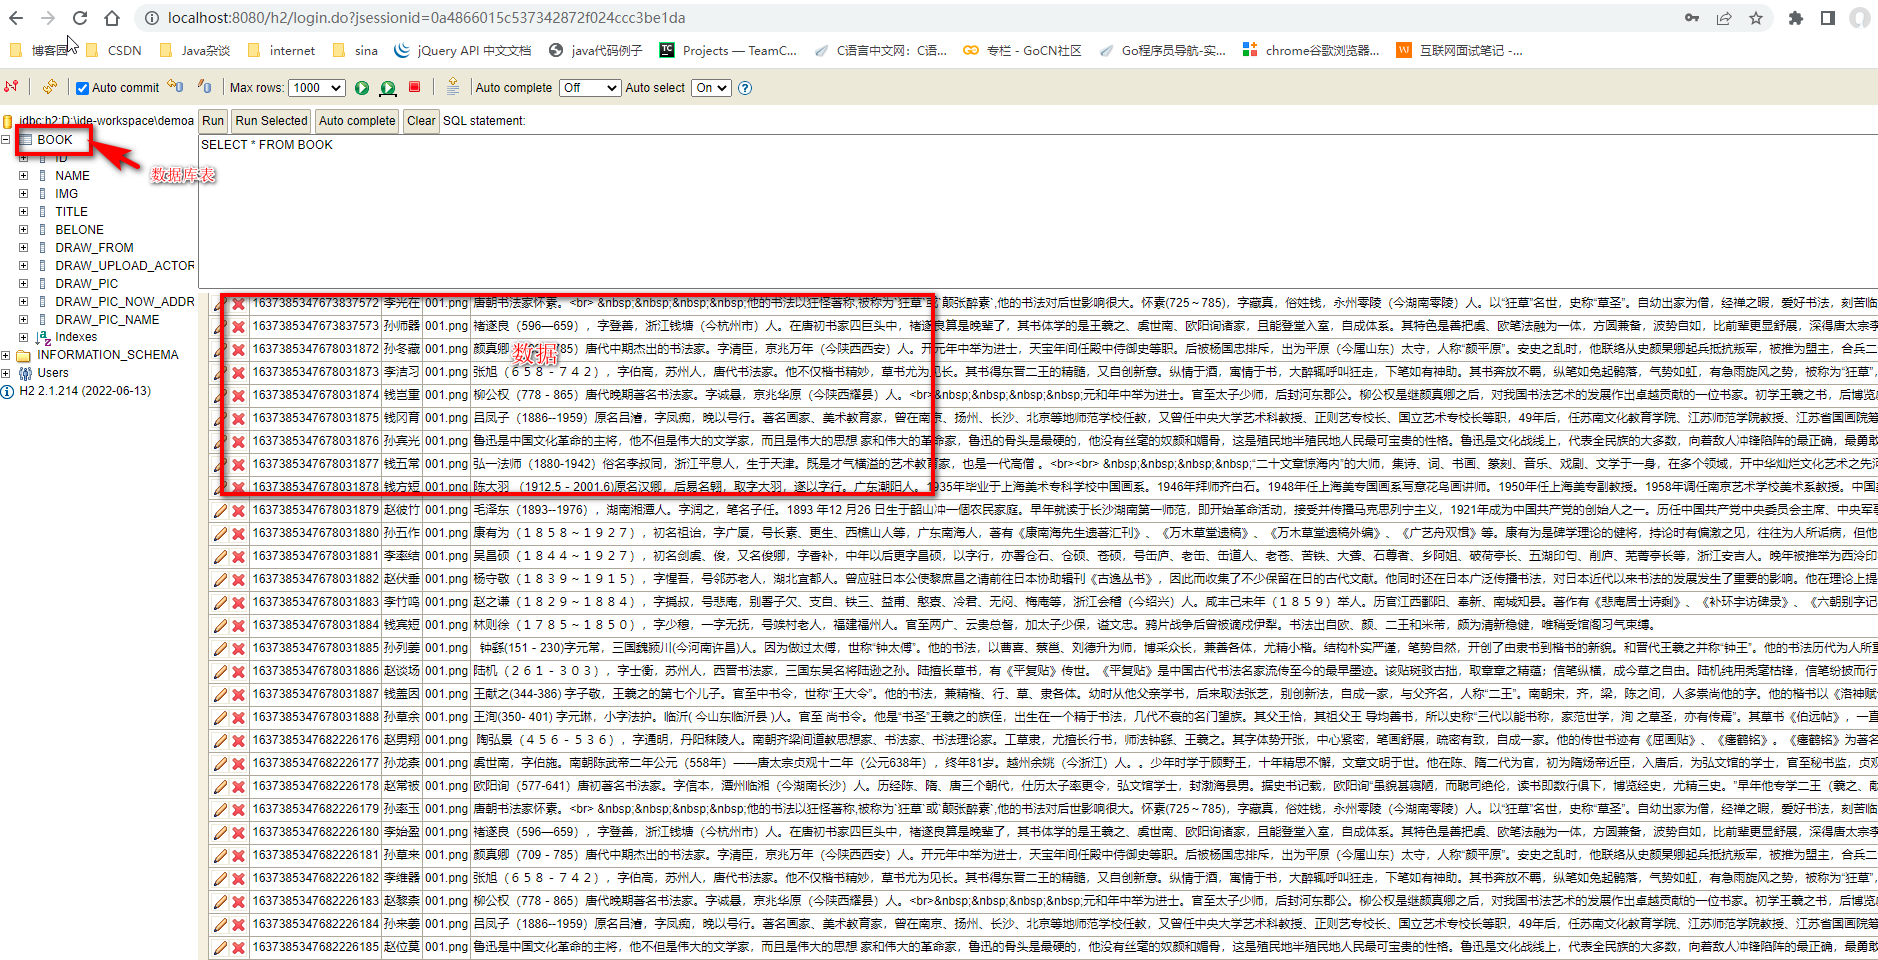 localhost:8080/h2/login.do?jsessionid=0a4866015c537342872f024ccc3be1da
博客园 CSDN Java杂谈 internet sina jQuery API 中文文档 java代码例子 Projects — TeamC... C语言中文网：C语... 专栏 - GoCN社区 Go程序员导航-实... chrome谷歌浏览器... 互联网面试笔记 -...
Auto commit Max rows: 1000 Auto complete Off Auto select On
jdbc:h2:D:\ide-workspace\demoa Run Run Selected Auto complete Clear SQL statement:
BOOK
SELECT * FROM BOOK
ID
数据库表
NAME
IMG
TITLE
BELONE
DRAW_FROM
DRAW_UPLOAD_ACTOR
DRAW_PIC
DRAW_PIC_NOW_ADDR
DRAW_PIC_NAME
Indexes
INFORMATION_SCHEMA
Users
H2 2.1.214 (2022-06-13)
数据
1637385347673837572 李光在 001.png 唐朝书法家怀素。<br> &nbsp;&nbsp;&nbsp;&nbsp;他的书法以狂怪著称,被称为`狂草`或`颠张醉素`,他的书法对后世影响很大。怀素(725～785)，字藏真，俗姓钱，永州零陵（今湖南零陵）人。以“狂草”名世，史称“草圣”。自幼出家为僧，经禅之暇，爱好书法，刻苦临
1637385347673837573 孙师器 001.png 褚遂良（596—659），字登善，浙江钱塘（今杭州市）人。在唐初书家四巨头中，褚遂良算是晚辈了，其书体学的是王羲之、虞世南、欧阳询诸家，且能登堂入室，自成体系。其特色是善把虞、欧笔法融为一体，方圆兼备，波势自如，比前辈更显舒展，深得唐太宗李
1637385347678031872 孙冬藏 001.png 颜真卿 785）唐代中期杰出的书法家。字清臣，京兆万年（今陕西西安）人。开元年中举为进士，天宝年间任殿中侍御史等职。后被杨国忠排斥，出为平原（今属山东）太守，人称“颜平原”。安史之乱时，他联络从史颜杲卿起兵抵抗叛军，被推为盟主，合兵二
1637385347678031873 李洁习 001.png 张旭（６５８－７４２），字伯高，苏州人，唐代书法家。他不仅楷书精妙，草书尤为见长。其书得东晋二王的精髓，又自创新意。纵情于酒，寓情于书，大醉辄呼叫狂走，下笔如有神助。其书奔放不羁，纵笔如免起鹘落，气势如虹，有急雨旋风之势，被称为“狂草”，
1637385347678031874 钱岂重 001.png 柳公权（778 - 865）唐代晚期著名书法家。字诚悬，京兆华原（今陕西耀县）人。<br>&nbsp;&nbsp;&nbsp;&nbsp;元和年中举为进士。官至太子少师，后封河东郡公。柳公权是继颜真卿之后，对我国书法艺术的发展作出卓越贡献的一位书家。初学王羲之书，后博览
1637385347678031875 钱冈育 001.png 吕凤子（1886--1959）原名吕濬，字凤痴，晚以号行。著名画家、美术教育家，曾在南京、扬州、长沙、北京等地师范学校任教，又曾任中央大学艺术科教授、正则艺专校长、国立艺术专校长等职，49年后，任苏南文化教育学院、江苏师范学院教授、江苏省国画院筹
1637385347678031876 孙宾光 001.png 鲁迅是中国文化革命的主将，他不但是伟大的文学家，而且是伟大的思想 家和伟大的革命家，鲁迅的骨头是最硬的，他没有丝毫的奴颜和媚骨，这是殖民地半殖民地人民最可宝贵的性格。鲁迅是文化战线上，代表全民族的大多数，向着敌人冲锋陷阵的最正确，最勇敢
1637385347678031877 钱五常 001.png 弘一法师（1880-1942）俗名李叔同，浙江平息人，生于天津。既是才气横溢的艺术教育家，也是一代高僧 。<br><br> &nbsp;&nbsp;&nbsp;&nbsp;“二十文章惊海内”的大师，集诗、词、书画、篆刻、音乐、戏剧、文学于一身，在多个领域，开中华灿烂文化艺术之先河
1637385347678031878 钱方短 001.png 陈大羽 （1912.5 - 2001.6)原名汉卿，后易名翱，取字大羽，遂以字行。广东潮阳人。1935年毕业于上海美术专科学校中国画系。1946年拜师齐白石。1948年任上海美专国画系写意花鸟画讲师。1950年任上海美专副教授。1958年调任南京艺术学校美术系教授。中国美
1637385347678031879 赵彼竹 001.png 毛泽东（1893--1976），湖南湘潭人。字润之，笔名子任。1893 年12 月26 日生于韶山冲一個农民家庭。早年就读于长沙湖南第一师范，即开始革命活动，接受并传播马克思列宁主义，1921年成为中国共产党的创始人之一。历任中国共产党中央委员会主席、中央军事
1637385347678031880 孙五作 001.png 康有为（１８５８～１９２７），初名祖诒，字广厦，号长素、更生、西樵山人等，广东南海人，著有《康南海先生遗著汇刊》、《万木草堂遗稿》、《万木草堂遗稿外编》、《广艺舟双楫》等。康有为是碑学理论的健将，持论时有偏激之见，往往为人所诟病，但他
1637385347678031881 李率结 001.png 吴昌硕（１８４４～１９２７），初名剑虞、俊，又名俊卿，字香补，中年以后更字昌硕，以字行，亦署仓石、仓硕、苍硕，号缶庐、老缶、缶道人、老苍、苦铁、大聋、石尊者、乡阿姐、破荷亭长、五湖印匄、削庐、芜菁亭长等，浙江安吉人。晚年被推举为西泠印
1637385347678031882 赵伏垂 001.png 杨守敬（１８３９～１９１５），字惺吾，号邻苏老人，湖北宜都人。曾应驻日本公使黎庶昌之请前往日本协助辑刊《古逸丛书》，因此而收集了不少保留在日的古代文献。他同时还在日本广泛传播书法，对日本近代以来书法的发展发生了重要的影响。他在理论上提
1637385347678031883 李竹鸣 001.png 赵之谦（１８２９～１８８４），字㧑叔，号悲庵，别署子欠、支自、铁三、益甫、憨寮、冷君、无闷、梅庵等，浙江会稽（今绍兴）人。咸丰己未年（１８５９）举人。历官江西鄱阳、奉新、南城知县。著作有《悲庵居士诗剩》、《补环宇访碑录》、《六朝别字记
1637385347678031884 钱宾短 001.png 林则徐（１７８５～１８５０），字少穆，一字无抚，号竢村老人，福建福州人。官至两广、云贵总督，加太子少保，谥文忠。鸦片战争后曾被谪戍伊犁。书法出自欧、颜、二王和米芾，颇为清新稳健，唯稍受馆阁习气束缚。
1637385347678031885 孙列姜 001.png 钟繇(151 - 230)字元常，三国魏颍川(今河南许昌)人。因为做过太傅，世称“钟太傅”。他的书法，以曹喜、蔡邕、刘德升为师，博采众长，兼善各体，尤精小楷。结构朴实严谨，笔势自然，开创了由隶书到楷书的新貌。和晋代王羲之并称“钟王”。他的书法历代为人所重
1637385347678031886 赵谈场 001.png 陆机（２６１－３０３），字士衡，苏州人，西晋书法家，三国东吴名将陆逊之孙。陆擅长草书，有《平复贴》传世。《平复贴》是中国古代书法名家流传至今的最早墨迹。该贴斑驳古拙，取章草之精蕴；信笔纵横，成今草之自由。陆机纯用秃毫枯锋，信笔纷披而行
1637385347678031887 钱盖因 001.png 王献之(344-386) 字子敬，王羲之的第七个儿子。官至中书令，世称“王大令”。他的书法，兼精楷、行、草、隶各体。幼时从他父亲学书，后来取法张芝，别创新法，自成一家，与父齐名，人称“二王”。南朝宋，齐，梁，陈之间，人多崇尚他的字。他的楷书以《洛神赋
1637385347678031888 孙草余 001.png 王洵(350- 401) 字元琳，小字法护。临沂( 今山东临沂县 )人。官至 尚书令。他是“书圣”王羲之的族侄，出生在一个精于书法，几代不衰的名门望族。其父王恰，其祖父王 导均善书，所以史称“三代以能书称，家范世学，洵 之草圣，亦有传焉”。其草书《伯远帖》，一直
1637385347682226176 赵男翔 001.png 陶弘景（４５６－５３６），字通明，丹阳秣陵人。南朝齐梁间道教思想家、书法家、书法理论家。工草隶，尤擅长行书，师法钟繇、王羲之。其字体势开张，中心紧密，笔画舒展，疏密有致，自成一家。他的传世书迹有《屈画贴》、《瘗鹤铭》。《瘗鹤铭》为著名
1637385347682226177 孙龙柰 001.png 虞世南，字伯施。南朝陈武帝二年公元（558年）——唐太宗贞观十二年（公元638年），终年81岁。越州余姚（今浙江）人。。少年时学于顾野王，十年精思不懈，文章文明于世。他在陈、隋二代为官，初为隋炀帝近臣，入唐后，为弘文馆的学士，官至秘书监，贞观
1637385347682226178 赵常被 001.png 欧阳询（577-641）唐初著名书法家。字信本，潭州临湘（今湖南长沙）人。历经陈、隋、唐三个朝代，仕历太子率更令，弘文馆学士，封渤海县男。据史书记载，欧阳询“虽貌甚寝陋，而聪司绝伦，读书即数行俱下，博览经史，尤精三史。”早年他专学二王（羲之、献
1637385347682226179 孙率玉 001.png 唐朝书法家怀素。<br> &nbsp;&nbsp;&nbsp;&nbsp;他的书法以狂怪著称,被称为`狂草`或`颠张醉素`,他的书法对后世影响很大。怀素(725～785)，字藏真，俗姓钱，永州零陵（今湖南零陵）人。以“狂草”名世，史称“草圣”。自幼出家为僧，经禅之暇，爱好书法，刻苦临
1637385347682226180 李始盈 001.png 褚遂良（596—659），字登善，浙江钱塘（今杭州市）人。在唐初书家四巨头中，褚遂良算是晚辈了，其书体学的是王羲之、虞世南、欧阳询诸家，且能登堂入室，自成体系。其特色是善把虞、欧笔法融为一体，方圆兼备，波势自如，比前辈更显舒展，深得唐太宗李
1637385347682226181 孙草来 001.png 颜真卿（709 - 785）唐代中期杰出的书法家。字清臣，京兆万年（今陕西西安）人。开元年中举为进士，天宝年间任殿中侍御史等职。后被杨国忠排斥，出为平原（今属山东）太守，人称“颜平原”。安史之乱时，他联络从史颜杲卿起兵抵抗叛军，被推为盟主，合兵二
1637385347682226182 李维器 001.png 张旭（６５８－７４２），字伯高，苏州人，唐代书法家。他不仅楷书精妙，草书尤为见长。其书得东晋二王的精髓，又自创新意。纵情于酒，寓情于书，大醉辄呼叫狂走，下笔如有神助。其书奔放不羁，纵笔如免起鹘落，气势如虹，有急雨旋风之势，被称为“狂草”，
1637385347682226183 赵黎柰 001.png 柳公权（778 - 865）唐代晚期著名书法家。字诚悬，京兆华原（今陕西耀县）人。<br>&nbsp;&nbsp;&nbsp;&nbsp;元和年中举为进士。官至太子少师，后封河东郡公。柳公权是继颜真卿之后，对我国书法艺术的发展作出卓越贡献的一位书家。初学王羲之书，后博览
1637385347682226184 孙来姜 001.png 吕凤子（1886--1959）原名吕濬，字凤痴，晚以号行。著名画家、美术教育家，曾在南京、扬州、长沙、北京等地师范学校任教，又曾任中央大学艺术科教授、正则艺专校长、国立艺术专校长等职，49年后，任苏南文化教育学院、江苏师范学院教授、江苏省国画院筹
1637385347682226185 赵位莫 001.png 鲁迅是中国文化革命的主将，他不但是伟大的文学家，而且是伟大的思想 家和伟大的革命家，鲁迅的骨头是最硬的，他没有丝毫的奴颜和媚骨，这是殖民地半殖民地人民最可宝贵的性格。鲁迅是文化战线上，代表全民族的大多数，向着敌人冲锋陷阵的最正确，最勇敢